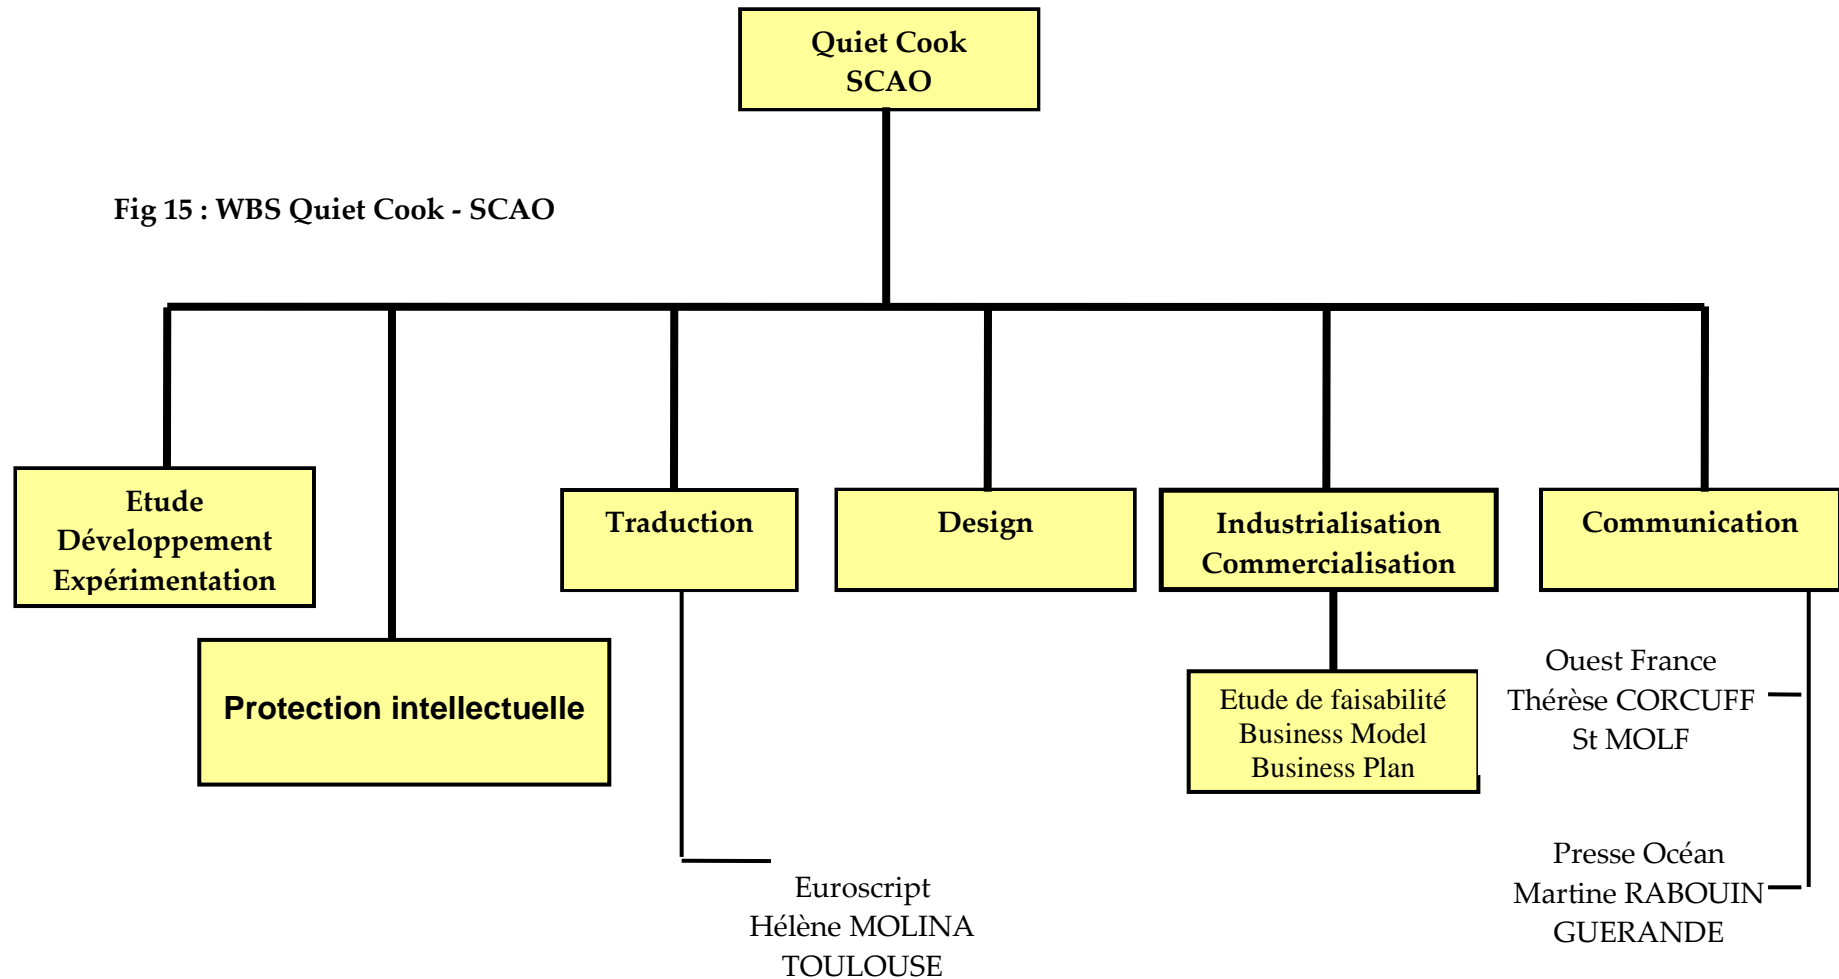 Quiet Cook
SCAO
Fig 15 : WBS Quiet Cook - SCAO
Etude
Développement
Expérimentation
Protection intellectuelle
Traduction
Euroscript
Hélène MOLINA
TOULOUSE
Design
Industrialisation
Commercialisation
Etude de faisabilité
Business Model
Business Plan
Communication
Ouest France
Thérèse CORCUFF
St MOLF
Presse Océan
Martine RABOUIN
GUERANDE